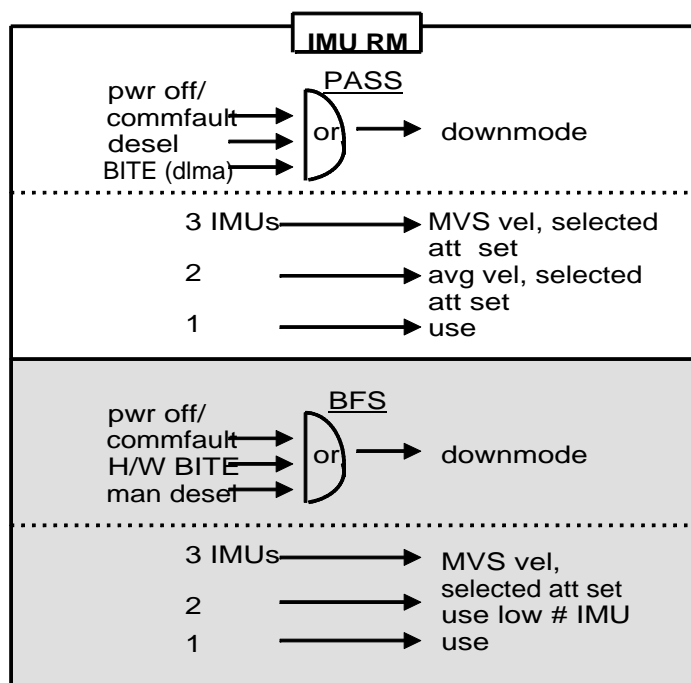 IMU RM
PASS
pwr off/
commfault
desel
BITE (dlma)
or
downmode
3 IMUs
MVS vel, selected
att set
2
avg vel, selected
att set
1
use
BFS
pwr off/
commfault
H/W BITE
man desel
or
downmode
3 IMUs
MVS vel,
selected att set
2
use low # IMU
1
use